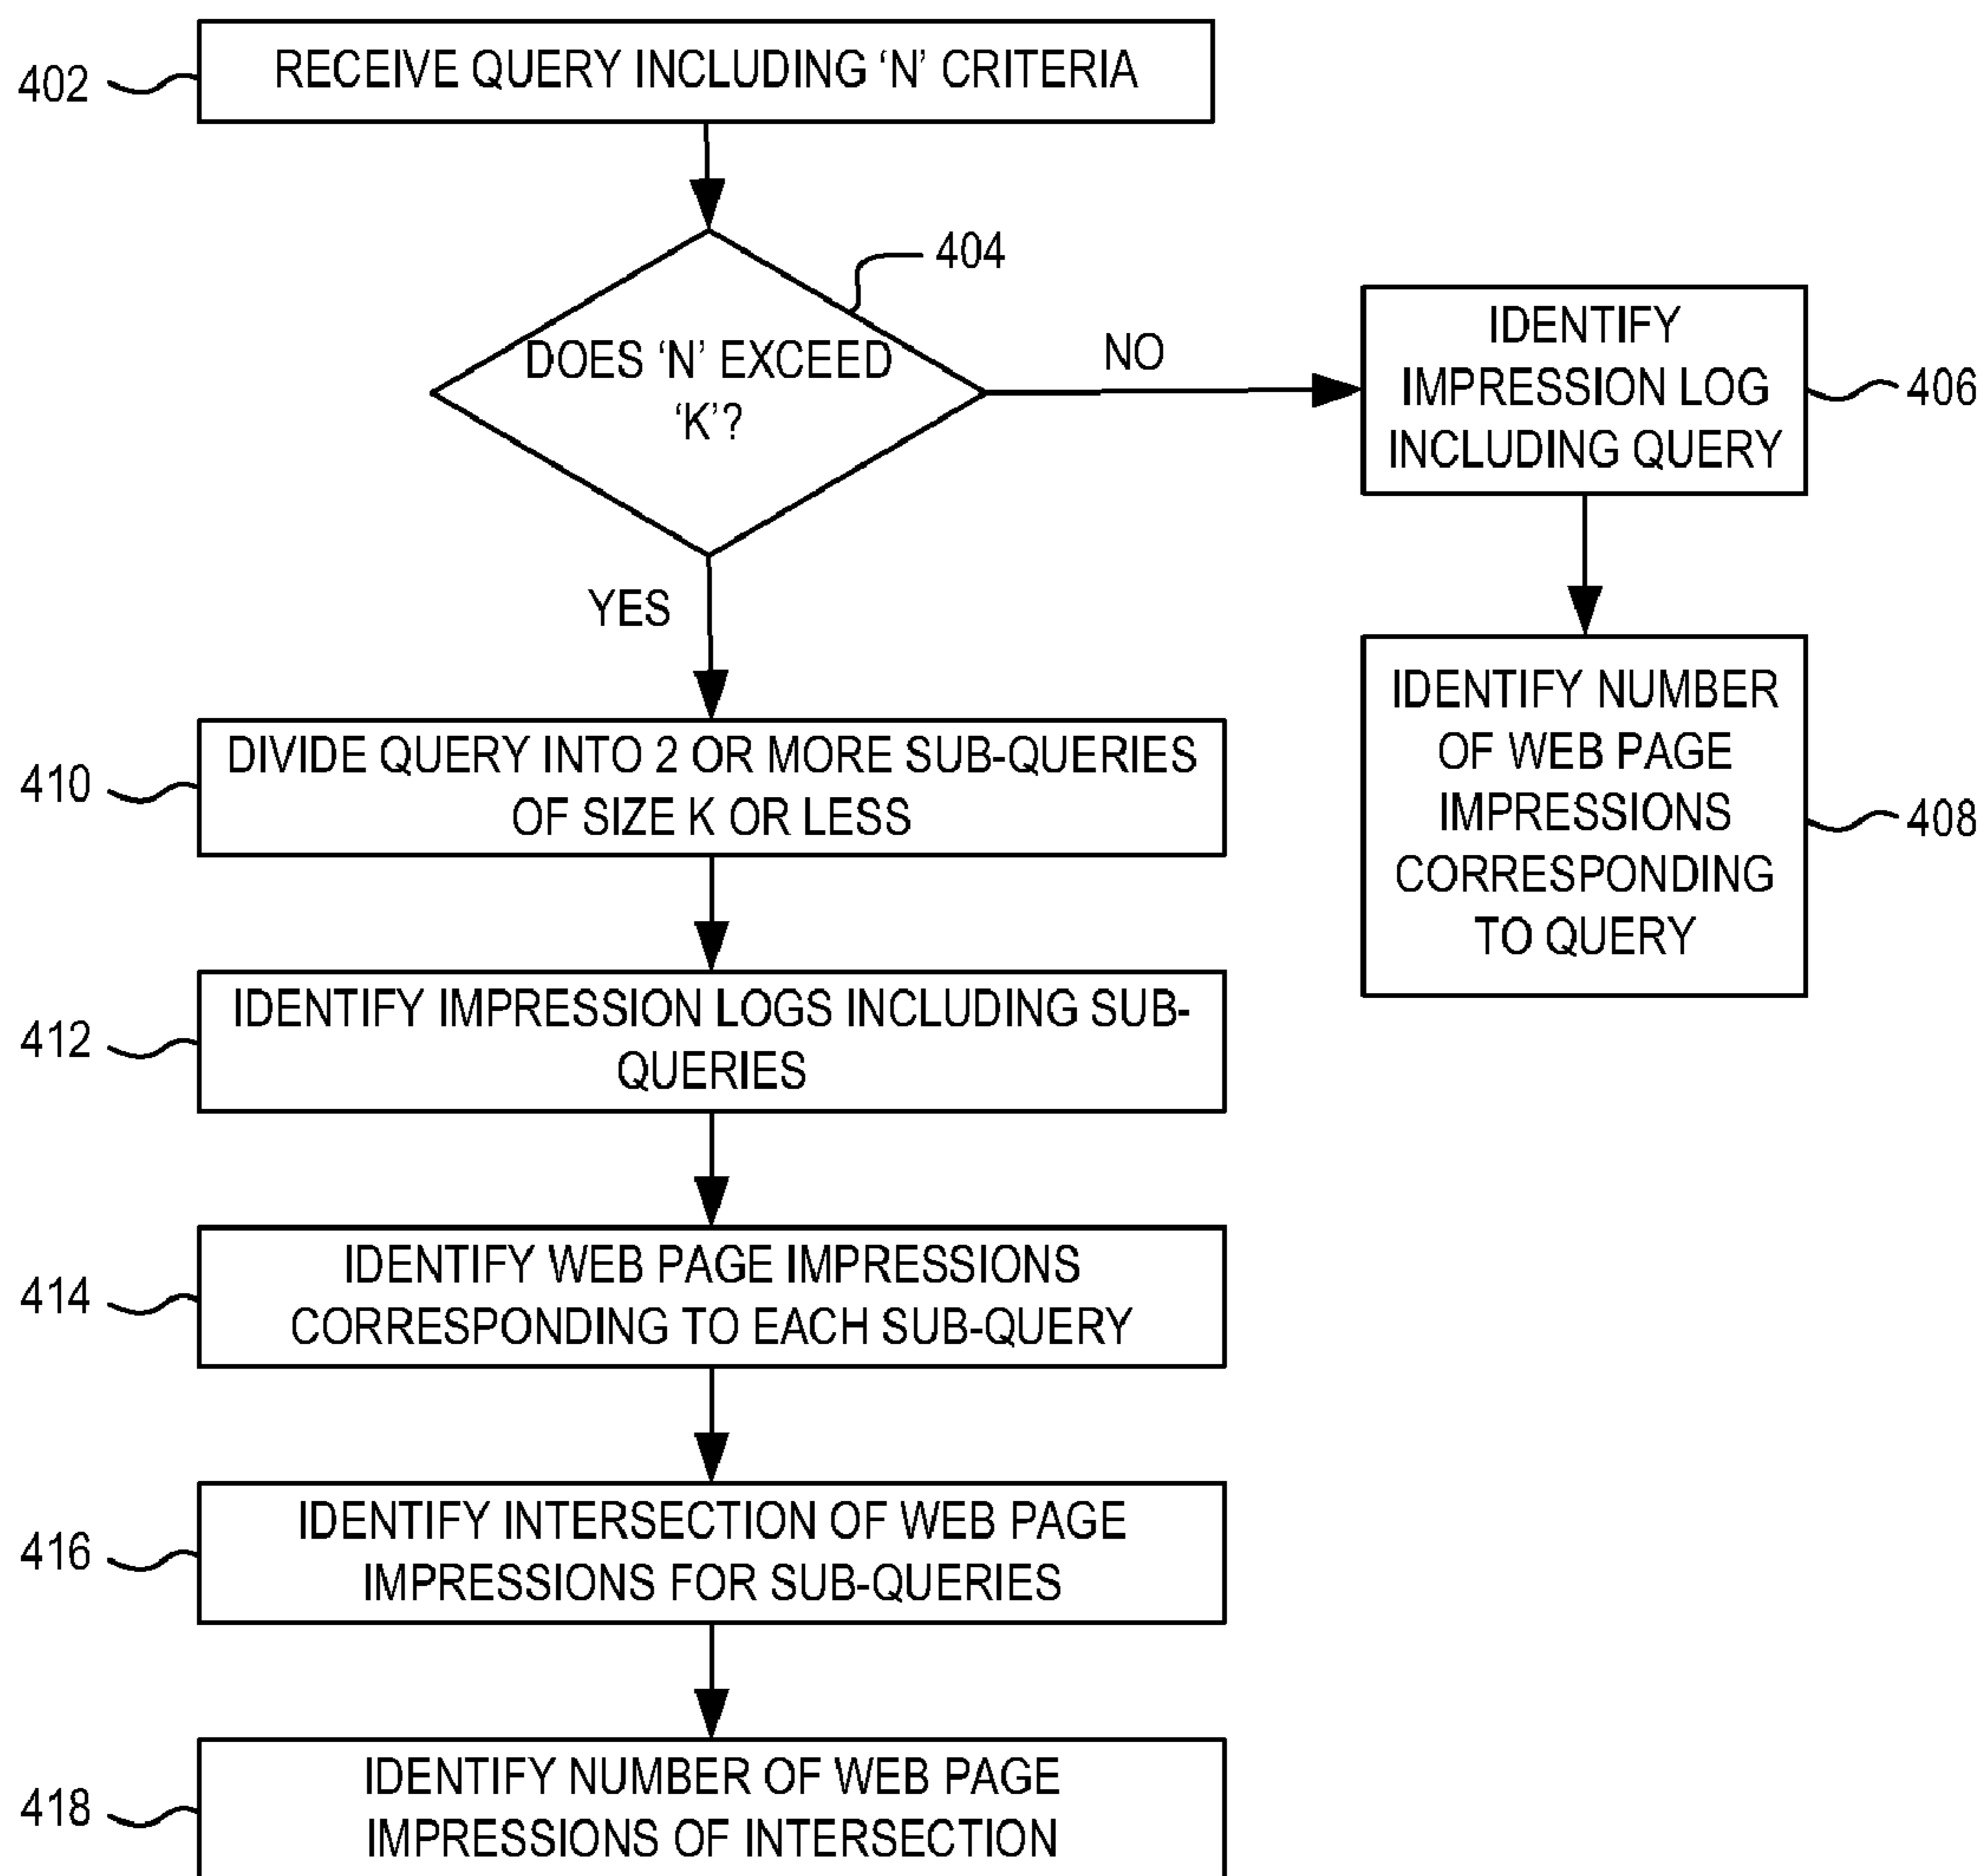 402
RECEIVE QUERY INCLUDING ‘N’ CRITERIA
404
DOES ‘N’ EXCEED
‘K’?
NO
YES
IDENTIFY
IMPRESSION LOG
INCLUDING QUERY
406
IDENTIFY NUMBER
OF WEB PAGE
IMPRESSIONS
CORRESPONDING
TO QUERY
408
410
DIVIDE QUERY INTO 2 OR MORE SUB-QUERIES
OF SIZE K OR LESS
412
IDENTIFY IMPRESSION LOGS INCLUDING SUB-
QUERIES
414
IDENTIFY WEB PAGE IMPRESSIONS
CORRESPONDING TO EACH SUB-QUERY
416
IDENTIFY INTERSECTION OF WEB PAGE
IMPRESSIONS FOR SUB-QUERIES
418
IDENTIFY NUMBER OF WEB PAGE
IMPRESSIONS OF INTERSECTION